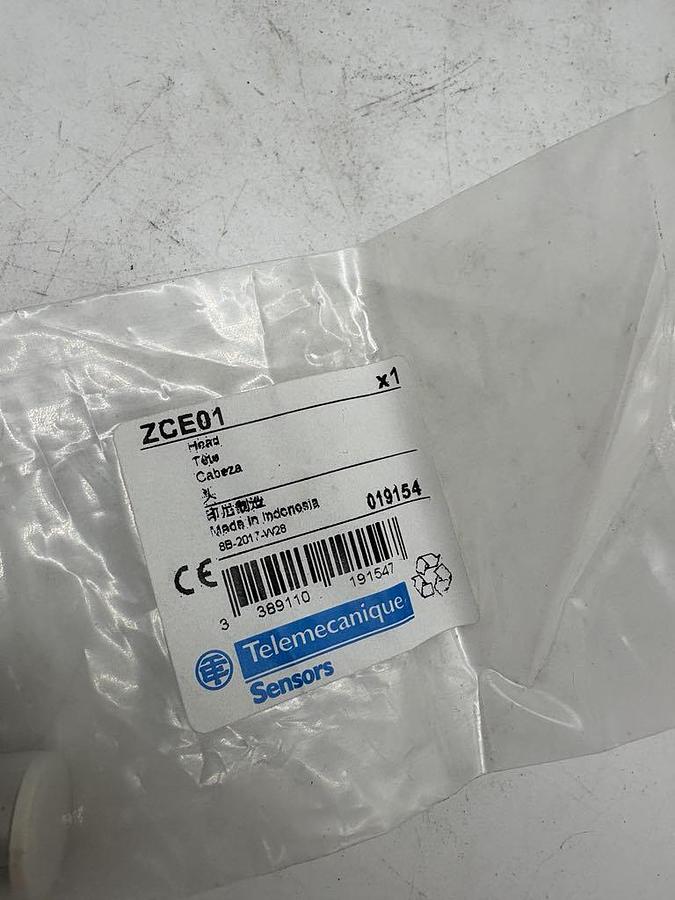 x1
ZCE01
Head
Tête
Cabeza
头
印尼制造
Made in Indonesia
019154
8B-2017-W28
CE
3 389110 191547
Telemecanique
Sensors